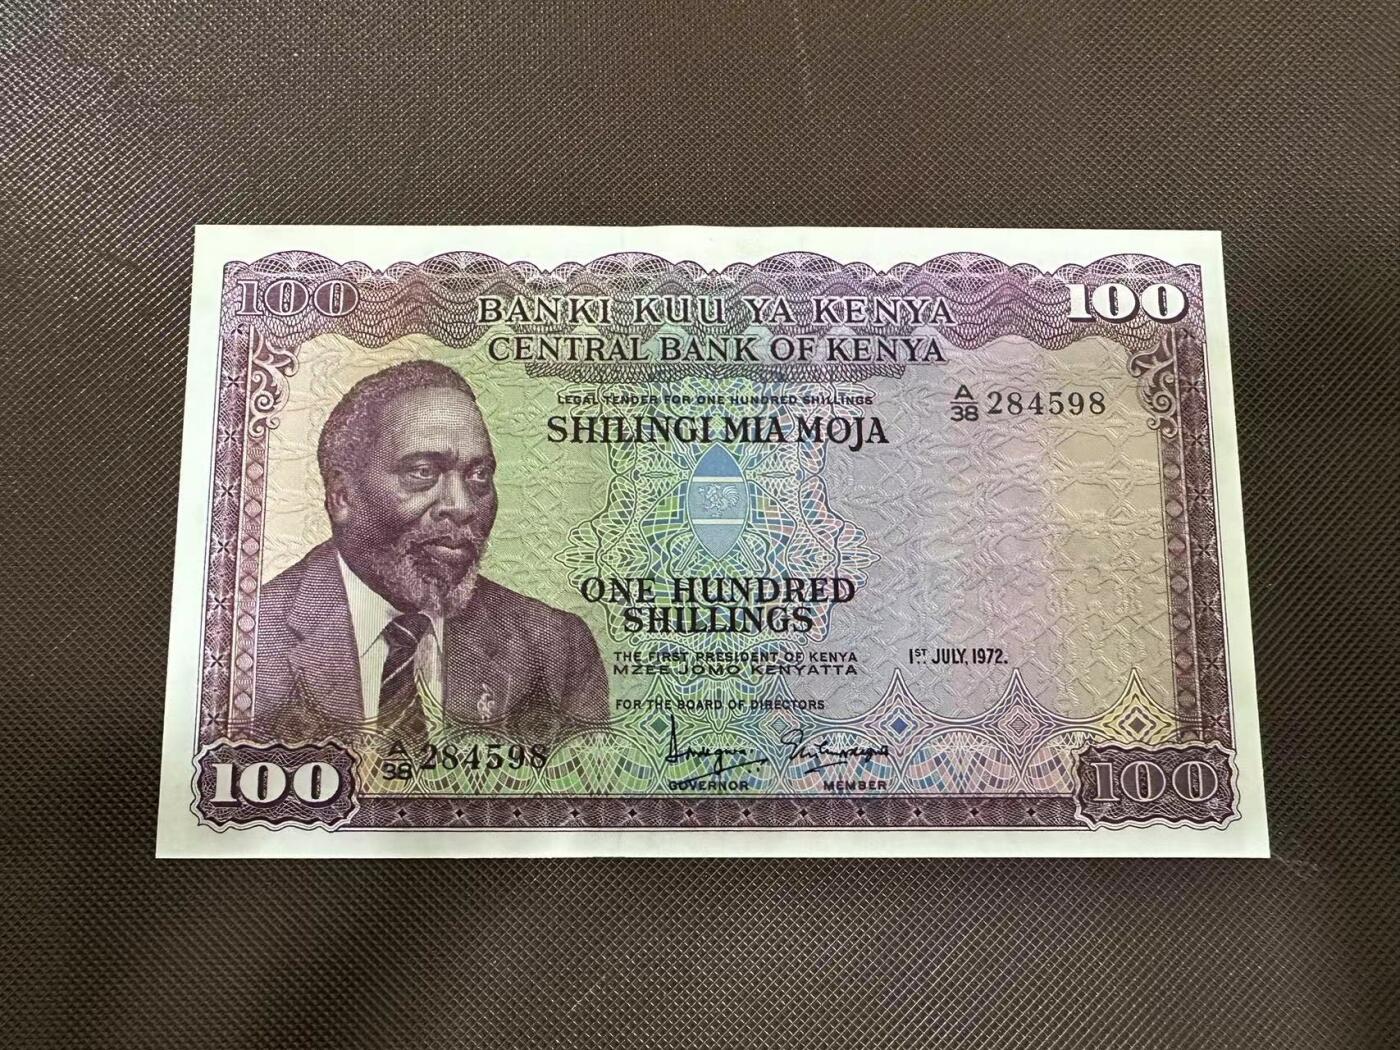 100
BANKI KUU YA KENYA
100
CENTRAL BANK OF KENYA
LEGAL TENDER FOR ONE HUNDRED SHILLINGS
A/38 284598
SHILINGI MIA MOJA
ONE HUNDRED
SHILLINGS
THE FIRST PRESIDENT OF KENYA
MZEE JOMO KENYATTA
1ST JULY, 1972.
FOR THE BOARD OF DIRECTORS
A/38 284598
100
GOVERNOR
MEMBER
100